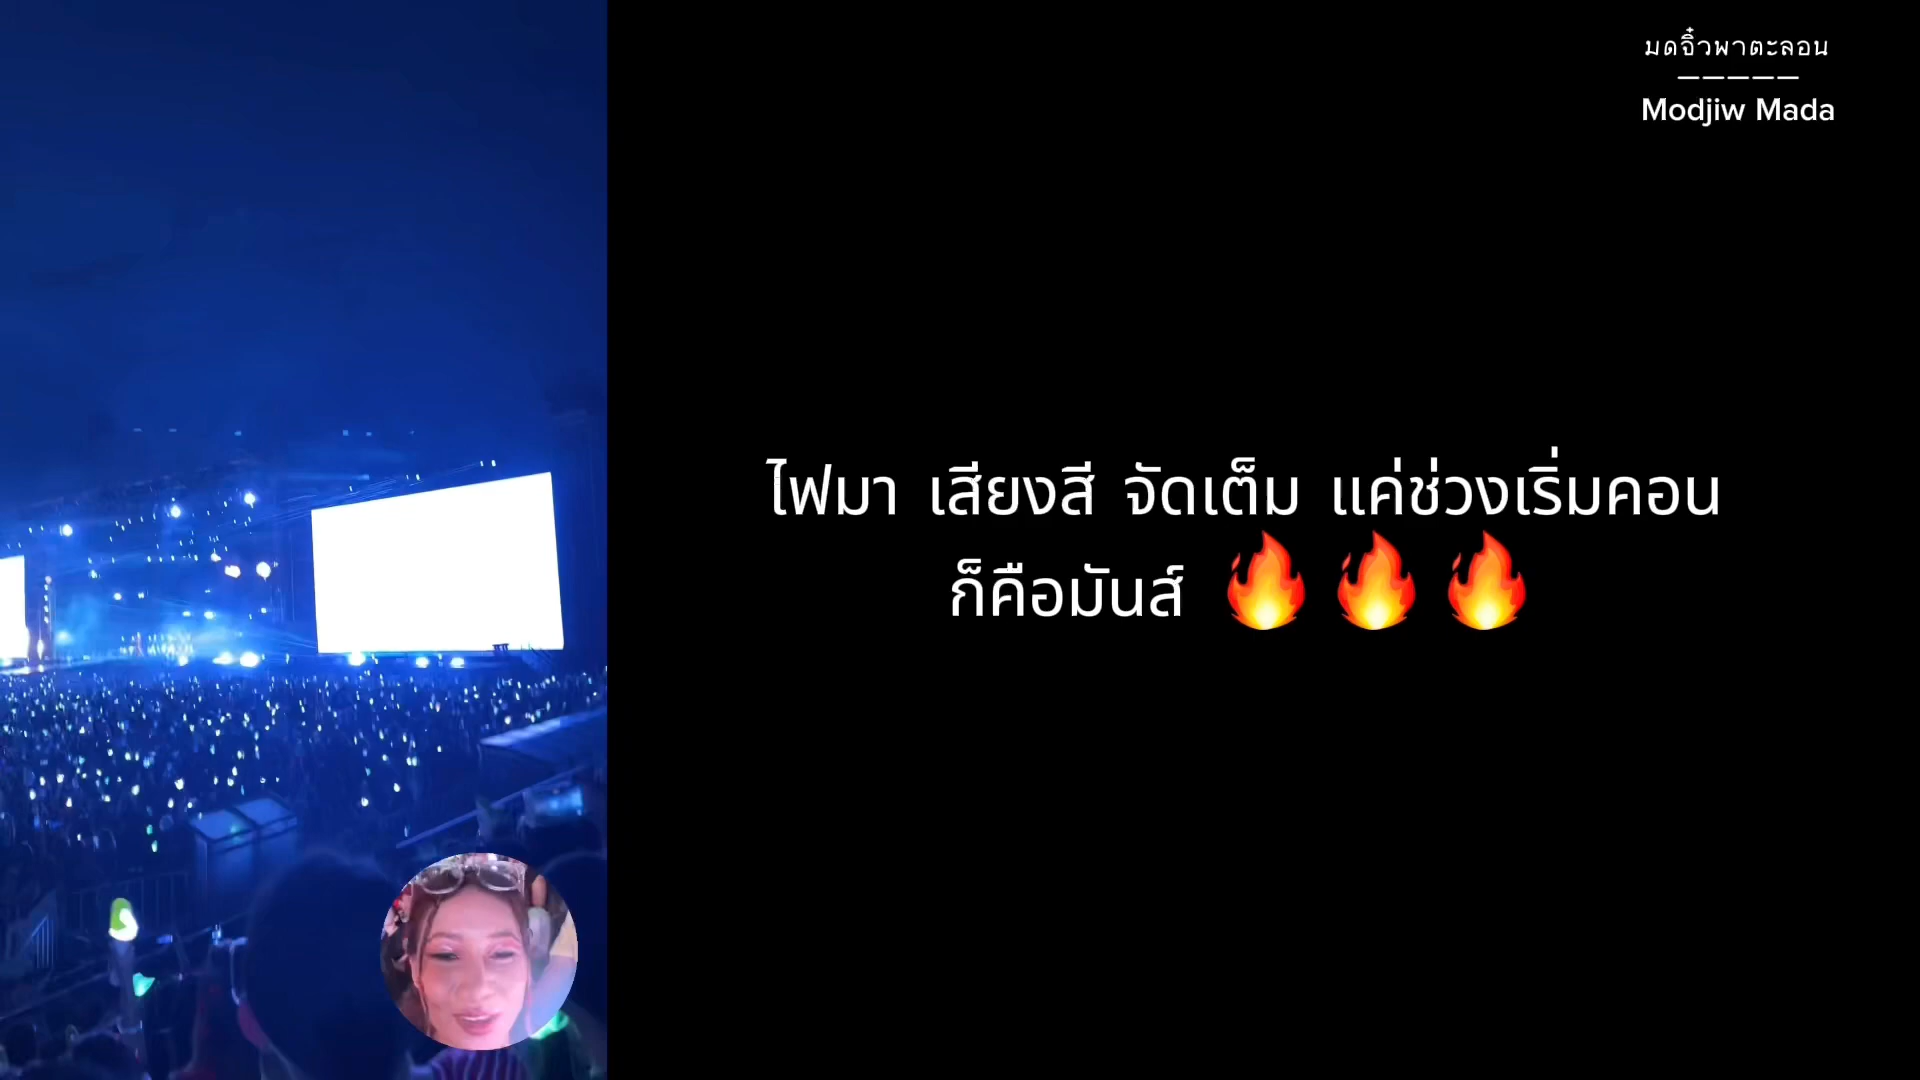 มดจิ๋วพาตะลอน
—————
Modjiw Mada
ไฟมา เสียงสี จัดเต็ม แค่ช่วงเริ่มคอน
ก็คือมันส์ 🔥🔥🔥